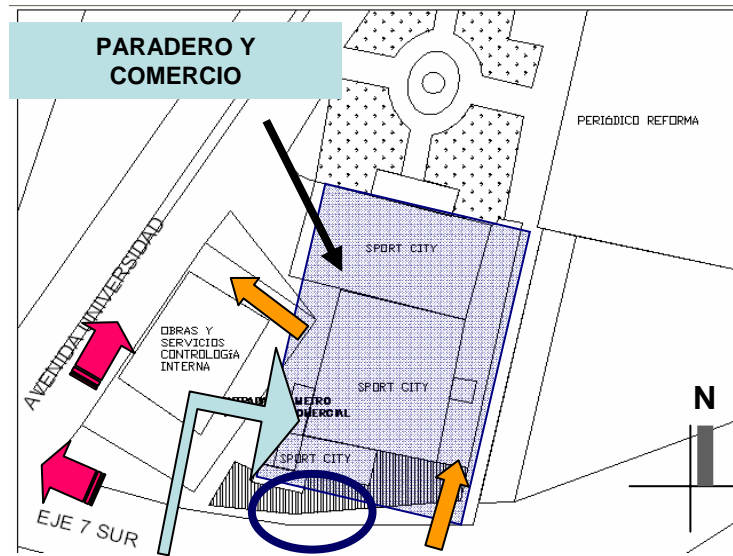 PARADERO Y
COMERCIO
PERIÓDICO REFORMA
SPORT CITY
AVENIDA UNIVERSIDAD
OBRAS Y
SERVICIOS
CONTROLOGÍA
INTERNA
SPORT CITY
METRO
COMERCIAL
SPORT CITY
N
EJE 7 SUR